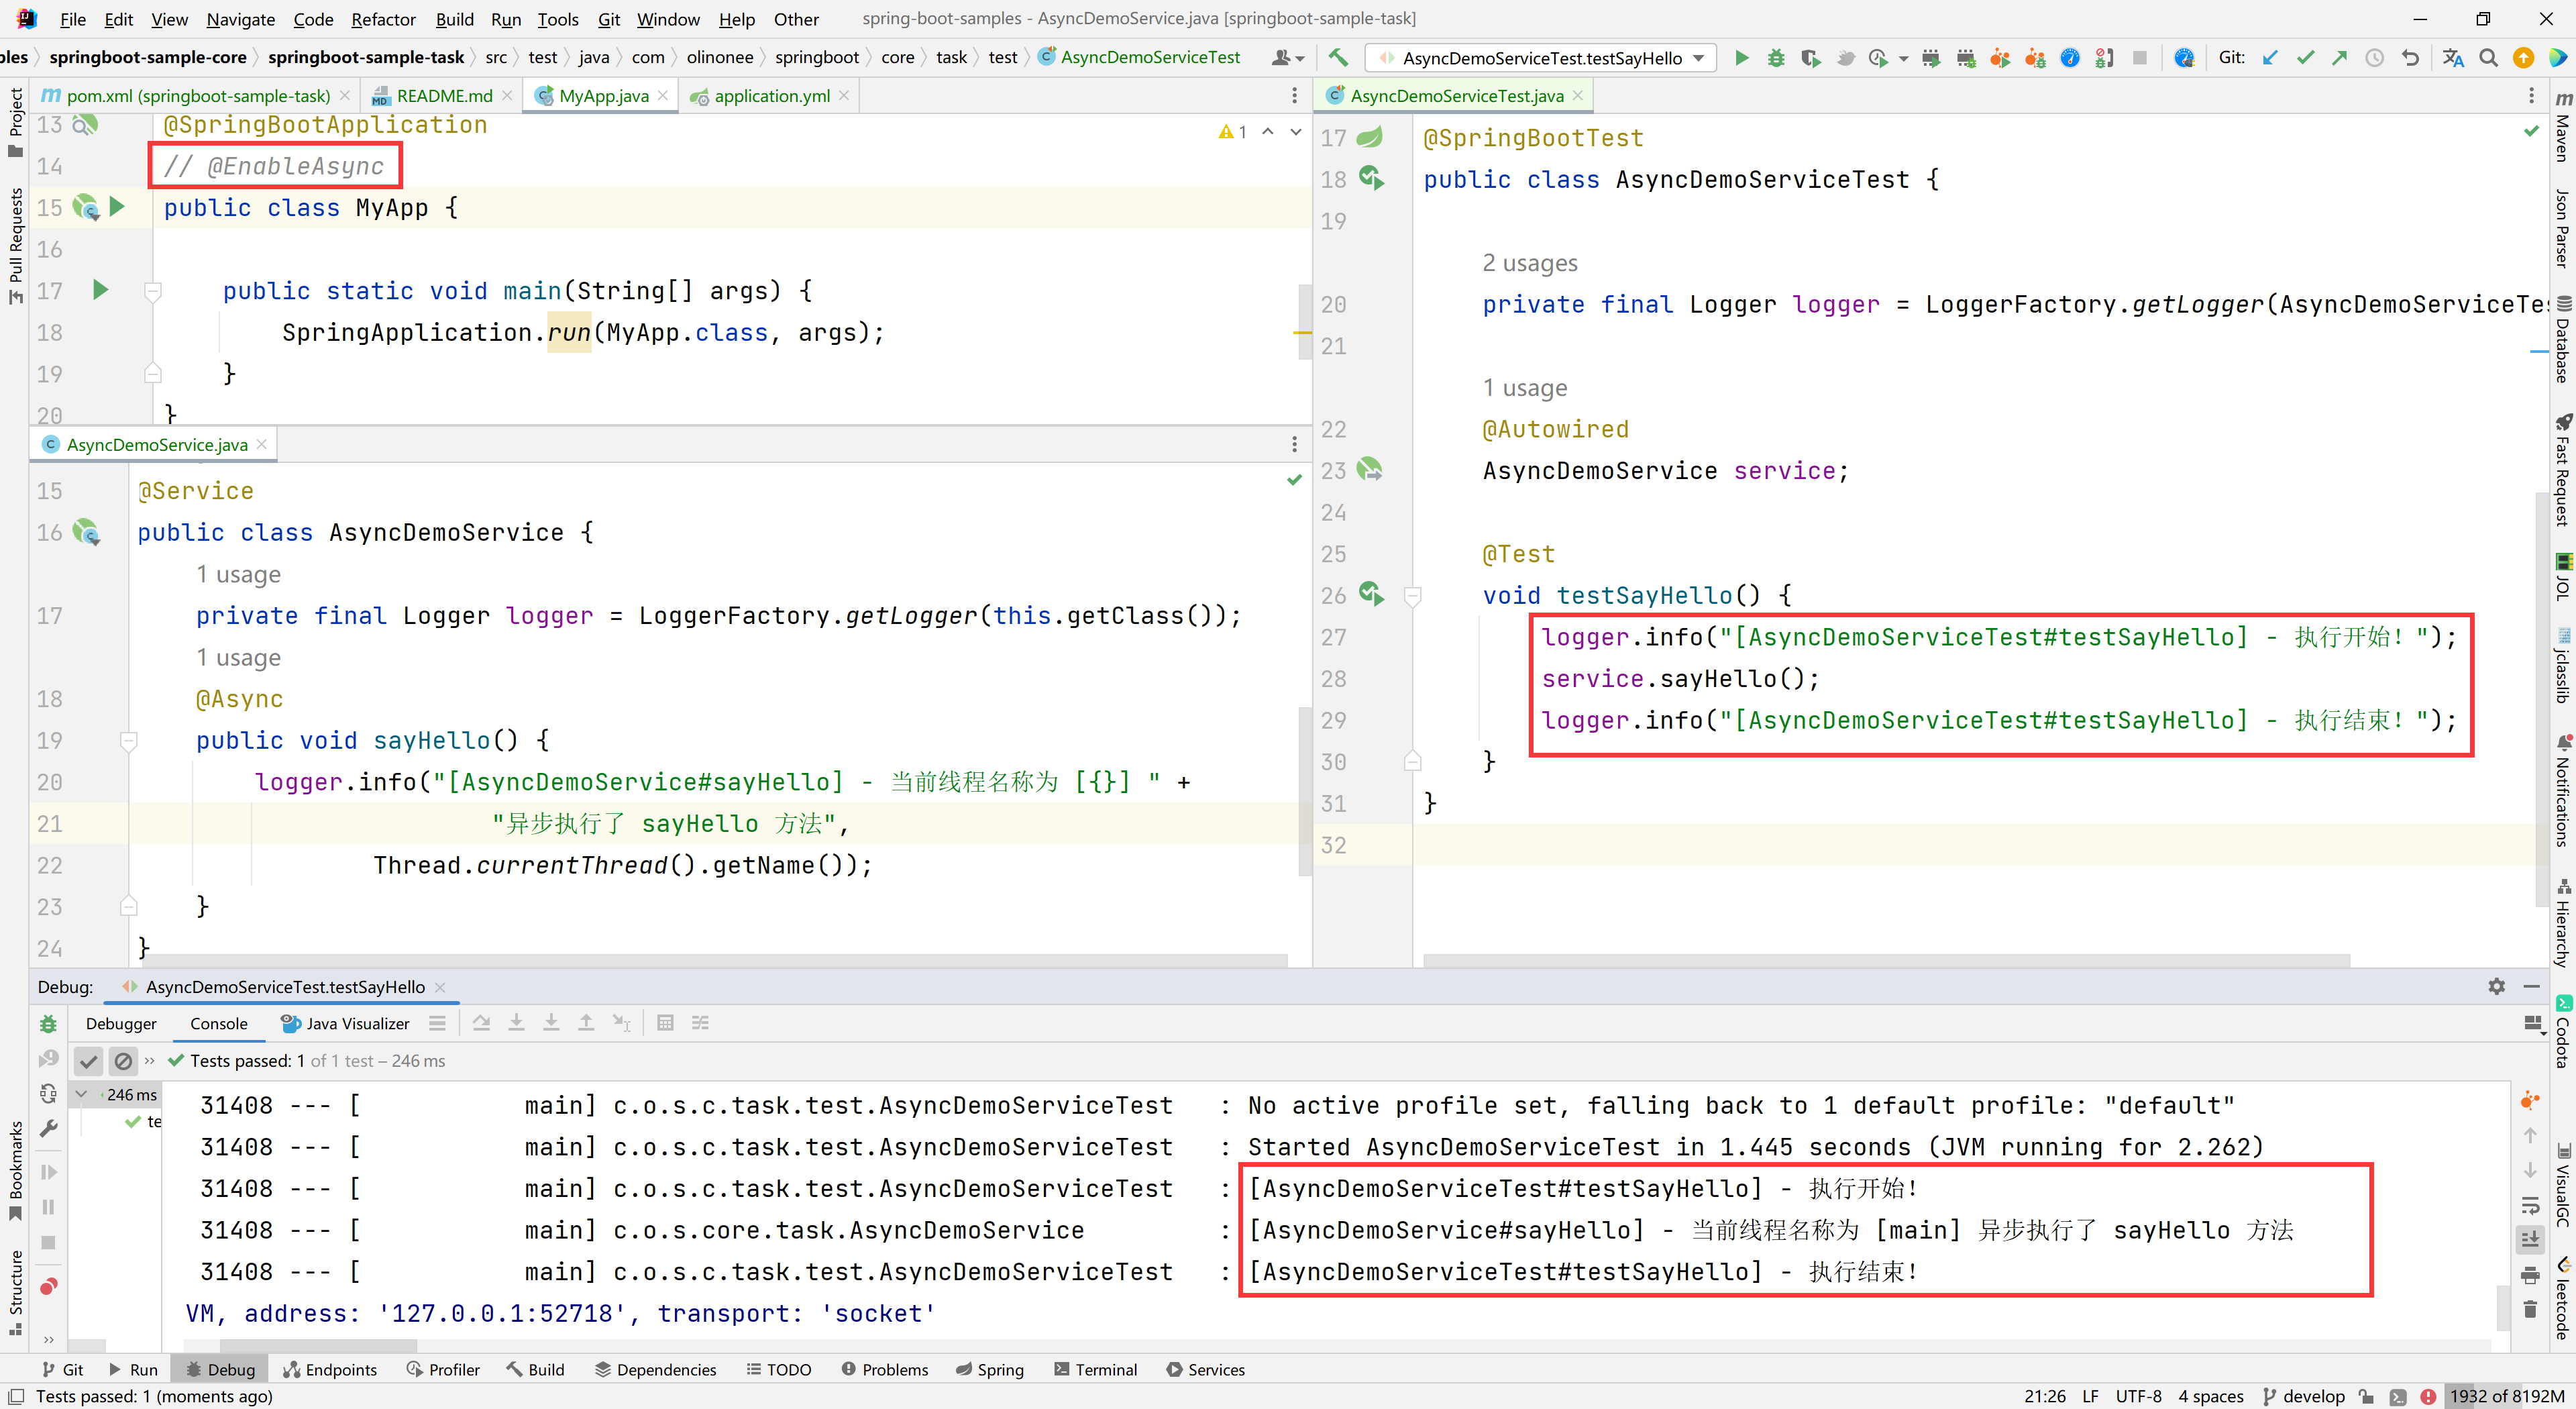 File Edit View Navigate Code Refactor Build Run Tools Git Window Help Other spring-boot-samples - AsyncDemoService.java [springboot-sample-task]
ples springboot-sample-core springboot-sample-task src test java com olinonee springboot core task test AsyncDemoServiceTest AsyncDemoServiceTest.testSayHello Git:
pom.xml (springboot-sample-task) README.md MyApp.java application.yml
13 @SpringBootApplication
1
14 // @EnableAsync
15 public class MyApp {
16
17 public static void main(String[] args) {
18 SpringApplication.run(MyApp.class, args);
19 }
20 }
AsyncDemoService.java
15 @Service
16 public class AsyncDemoService {
1 usage
17 private final Logger logger = LoggerFactory.getLogger(this.getClass());
1 usage
18 @Async
19 public void sayHello() {
20 logger.info("[AsyncDemoService#sayHello] - 当前线程名称为 [{}] " +
21 "异步执行了 sayHello 方法",
22 Thread.currentThread().getName());
23 }
24 }
AsyncDemoServiceTest.java
17 @SpringBootTest
18 public class AsyncDemoServiceTest {
19
2 usages
20 private final Logger logger = LoggerFactory.getLogger(AsyncDemoServiceTes
21
1 usage
22 @Autowired
23 AsyncDemoService service;
24
25 @Test
26 void testSayHello() {
27 logger.info("[AsyncDemoServiceTest#testSayHello] - 执行开始！");
28 service.sayHello();
29 logger.info("[AsyncDemoServiceTest#testSayHello] - 执行结束！");
30 }
31 }
32
Project
Pull Requests
Bookmarks
Structure
Maven
Json Parser
Database
Fast Request
JOL
jclasslib
Notifications
Hierarchy
Codota
VisualGC
leetcode
Debug: AsyncDemoServiceTest.testSayHello
Debugger Console Java Visualizer
Tests passed: 1 of 1 test – 246 ms
246 ms
te
31408 --- [ main] c.o.s.c.task.test.AsyncDemoServiceTest : No active profile set, falling back to 1 default profile: "default"
31408 --- [ main] c.o.s.c.task.test.AsyncDemoServiceTest : Started AsyncDemoServiceTest in 1.445 seconds (JVM running for 2.262)
31408 --- [ main] c.o.s.c.task.test.AsyncDemoServiceTest : [AsyncDemoServiceTest#testSayHello] - 执行开始！
31408 --- [ main] c.o.s.core.task.AsyncDemoService : [AsyncDemoService#sayHello] - 当前线程名称为 [main] 异步执行了 sayHello 方法
31408 --- [ main] c.o.s.c.task.test.AsyncDemoServiceTest : [AsyncDemoServiceTest#testSayHello] - 执行结束！
VM, address: '127.0.0.1:52718', transport: 'socket'
Git Run Debug Endpoints Profiler Build Dependencies TODO Problems Spring Terminal Services
Tests passed: 1 (moments ago) 21:26 LF UTF-8 4 spaces develop 1932 of 8192M